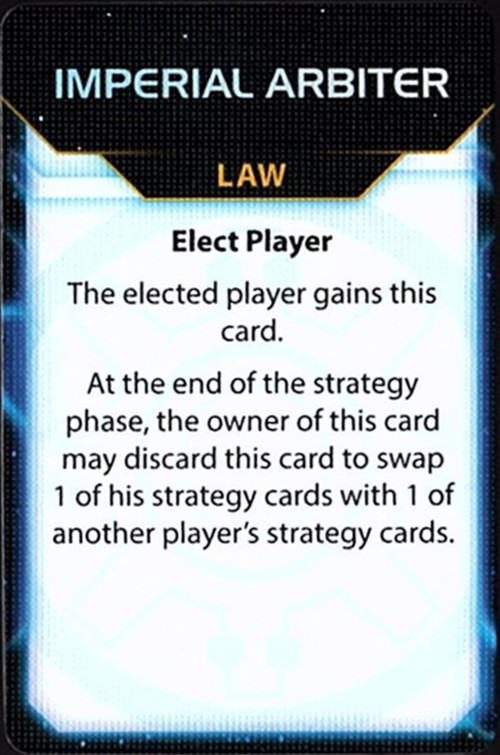 IMPERIAL ARBITER
LAW
Elect Player
The elected player gains this
card.
At the end of the strategy
phase, the owner of this card
may discard this card to swap
1 of his strategy cards with 1 of
another player’s strategy cards.